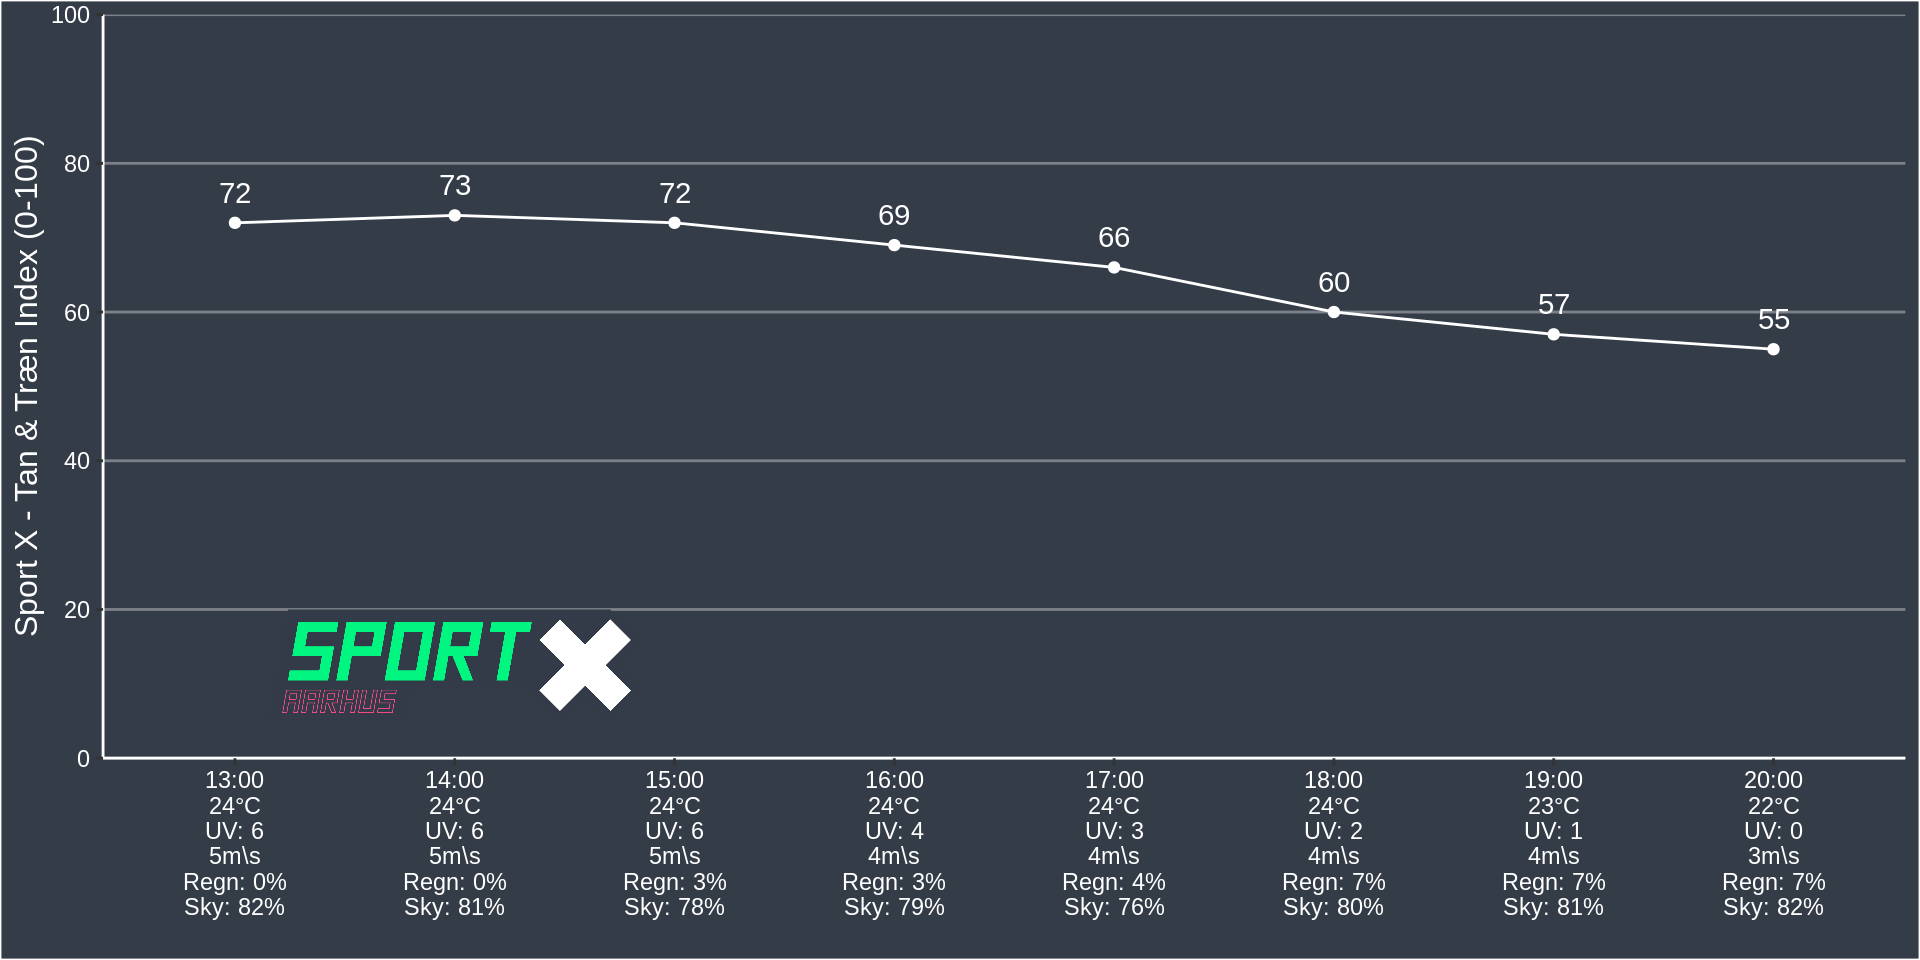 Sport X - Tan & Træn Index (0-100)
100
80
60
40
20
0
72
73
72
69
66
60
57
55
SPORT X
AARHUS
13:00
24°C
UV: 6
5m\s
Regn: 0%
Sky: 82%
14:00
24°C
UV: 6
5m\s
Regn: 0%
Sky: 81%
15:00
24°C
UV: 6
5m\s
Regn: 3%
Sky: 78%
16:00
24°C
UV: 4
4m\s
Regn: 3%
Sky: 79%
17:00
24°C
UV: 3
4m\s
Regn: 4%
Sky: 76%
18:00
24°C
UV: 2
4m\s
Regn: 7%
Sky: 80%
19:00
23°C
UV: 1
4m\s
Regn: 7%
Sky: 81%
20:00
22°C
UV: 0
3m\s
Regn: 7%
Sky: 82%